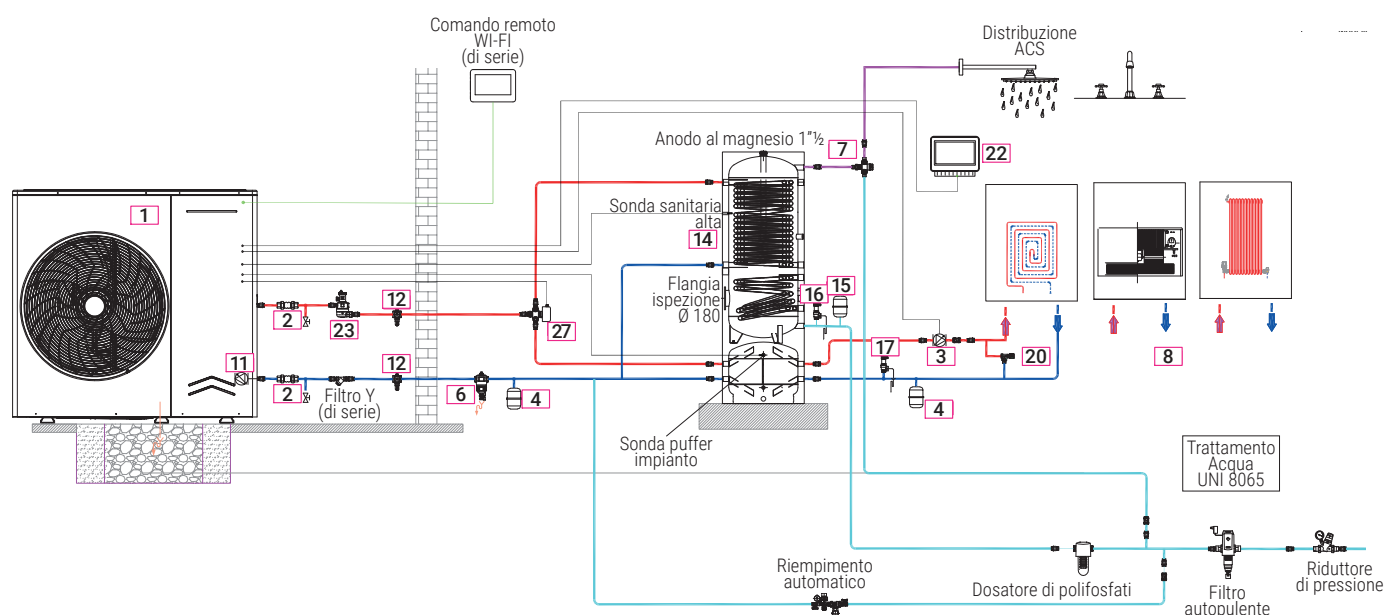 Comando remoto
WI-FI
(di serie)
Distribuzione
ACS
Anodo al magnesio 1"½
7
22
1
Sonda sanitaria
alta
14
Flangia
ispezione
Ø 180
16
15
12
2
23
27
17
3
20
8
11
12
2
Filtro Y
(di serie)
6
4
4
Sonda puffer
impianto
Trattamento
Acqua
UNI 8065
Riempimento
automatico
Dosatore di polifosfati
Filtro
autopulente
Riduttore
di pressione